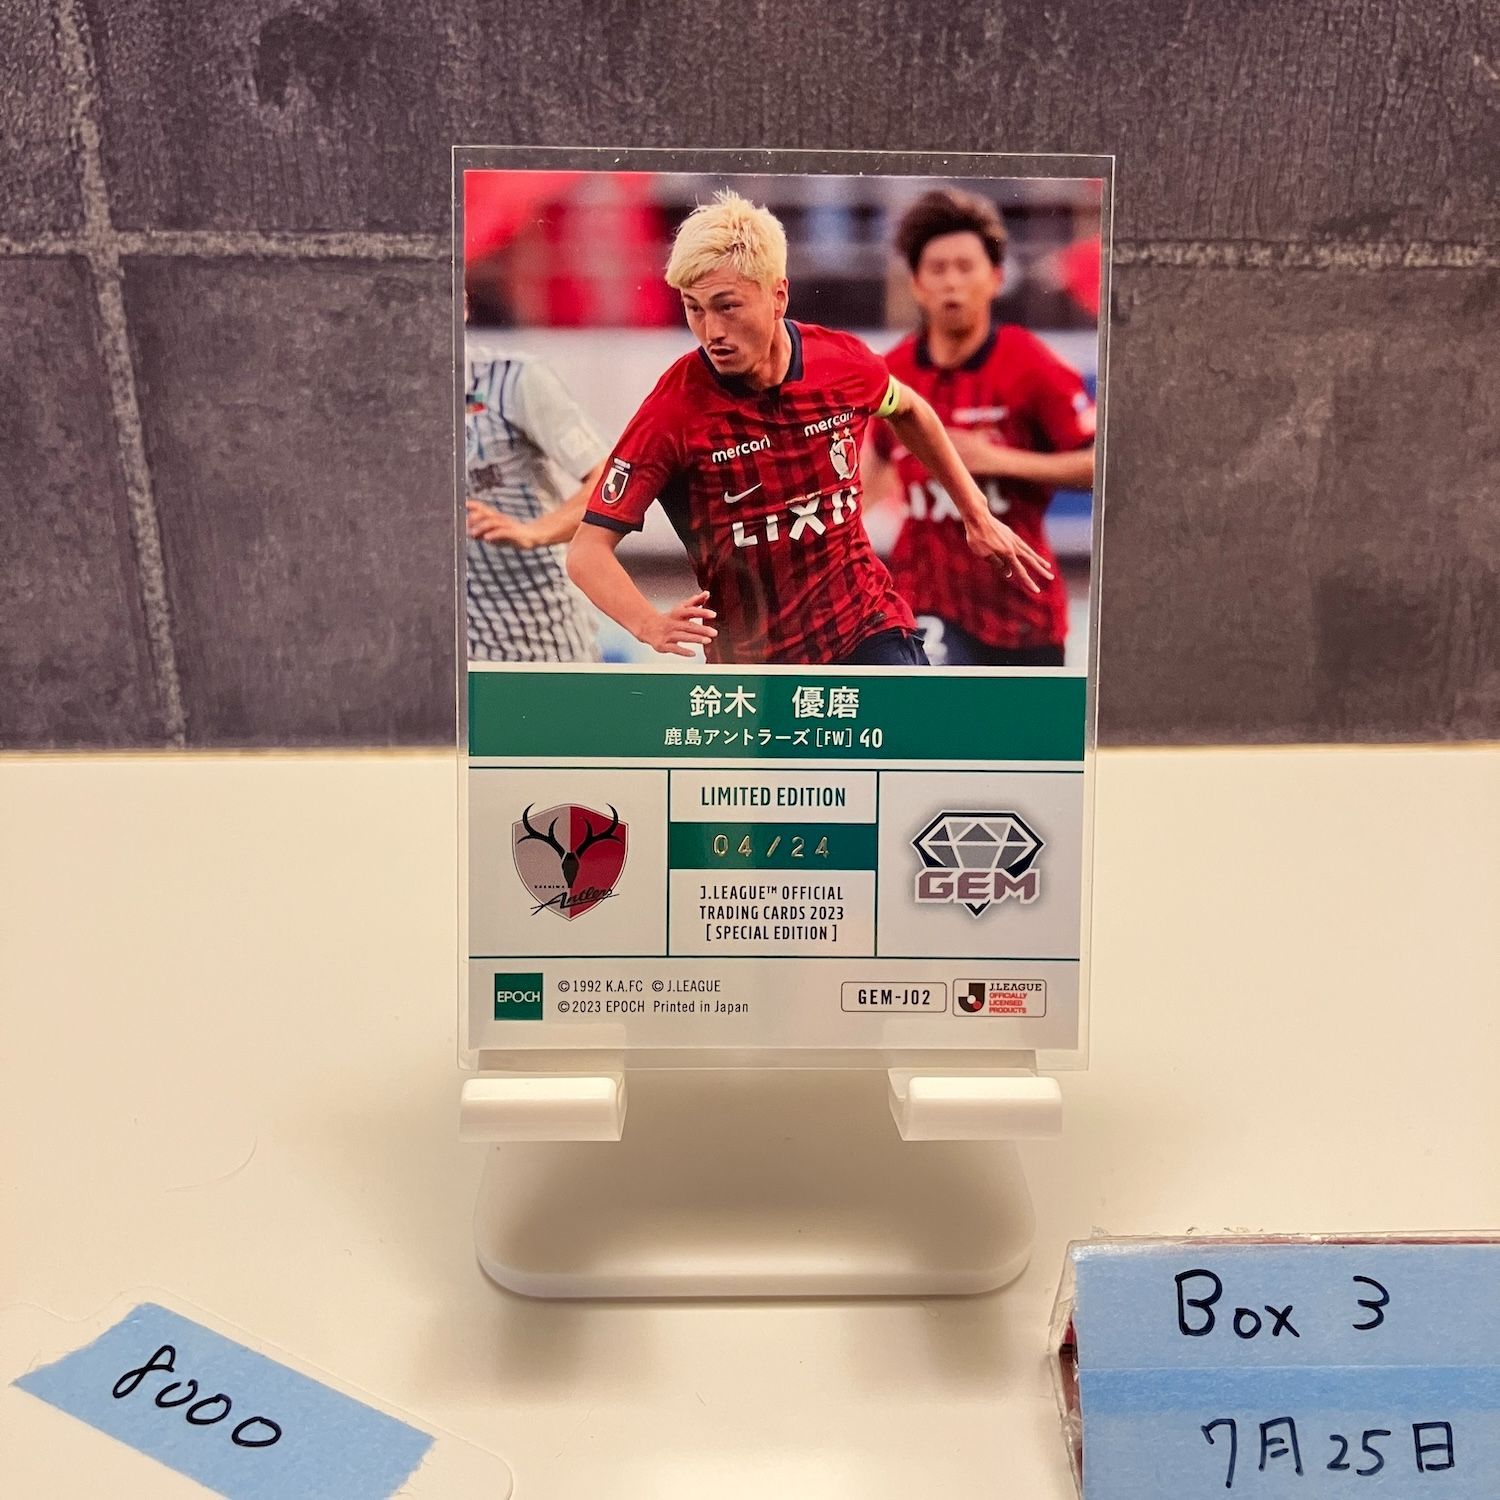 mercari
mercari
LIXIL
LIXIL
鈴木 優磨
鹿島アントラーズ [FW] 40
KASHIMA
Antlers
LIMITED EDITION
04/24
J.LEAGUE™ OFFICIAL
TRADING CARDS 2023
[ SPECIAL EDITION ]
GEM
EPOCH
©1992 K.A.FC ©J.LEAGUE
©2023 EPOCH Printed in Japan
GEM-J02
J.LEAGUE
OFFICIALLY
LICENSED
PRODUCTS
8000
Box 3
7月25日